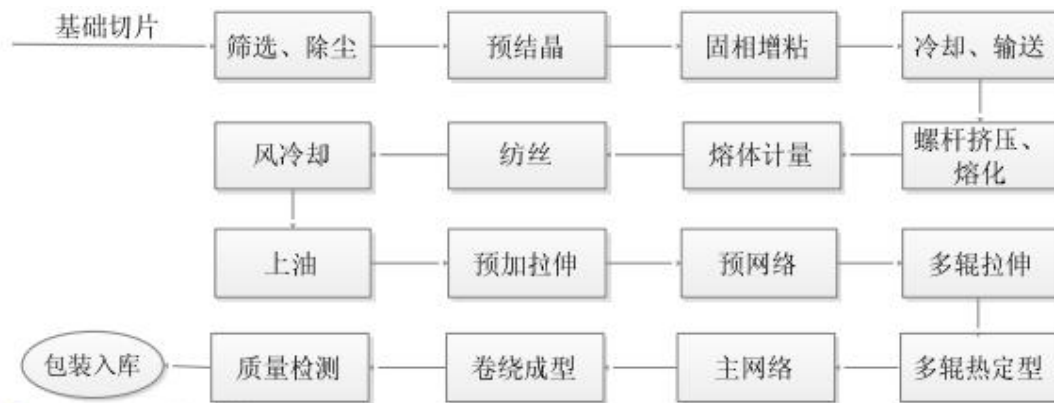 基础切片
筛选、除尘
预结晶
固相增粘
冷却、输送
螺杆挤压、
熔化
熔体计量
纺丝
风冷却
上油
预加拉伸
预网络
多辊拉伸
多辊热定型
主网络
卷绕成型
质量检测
包装入库